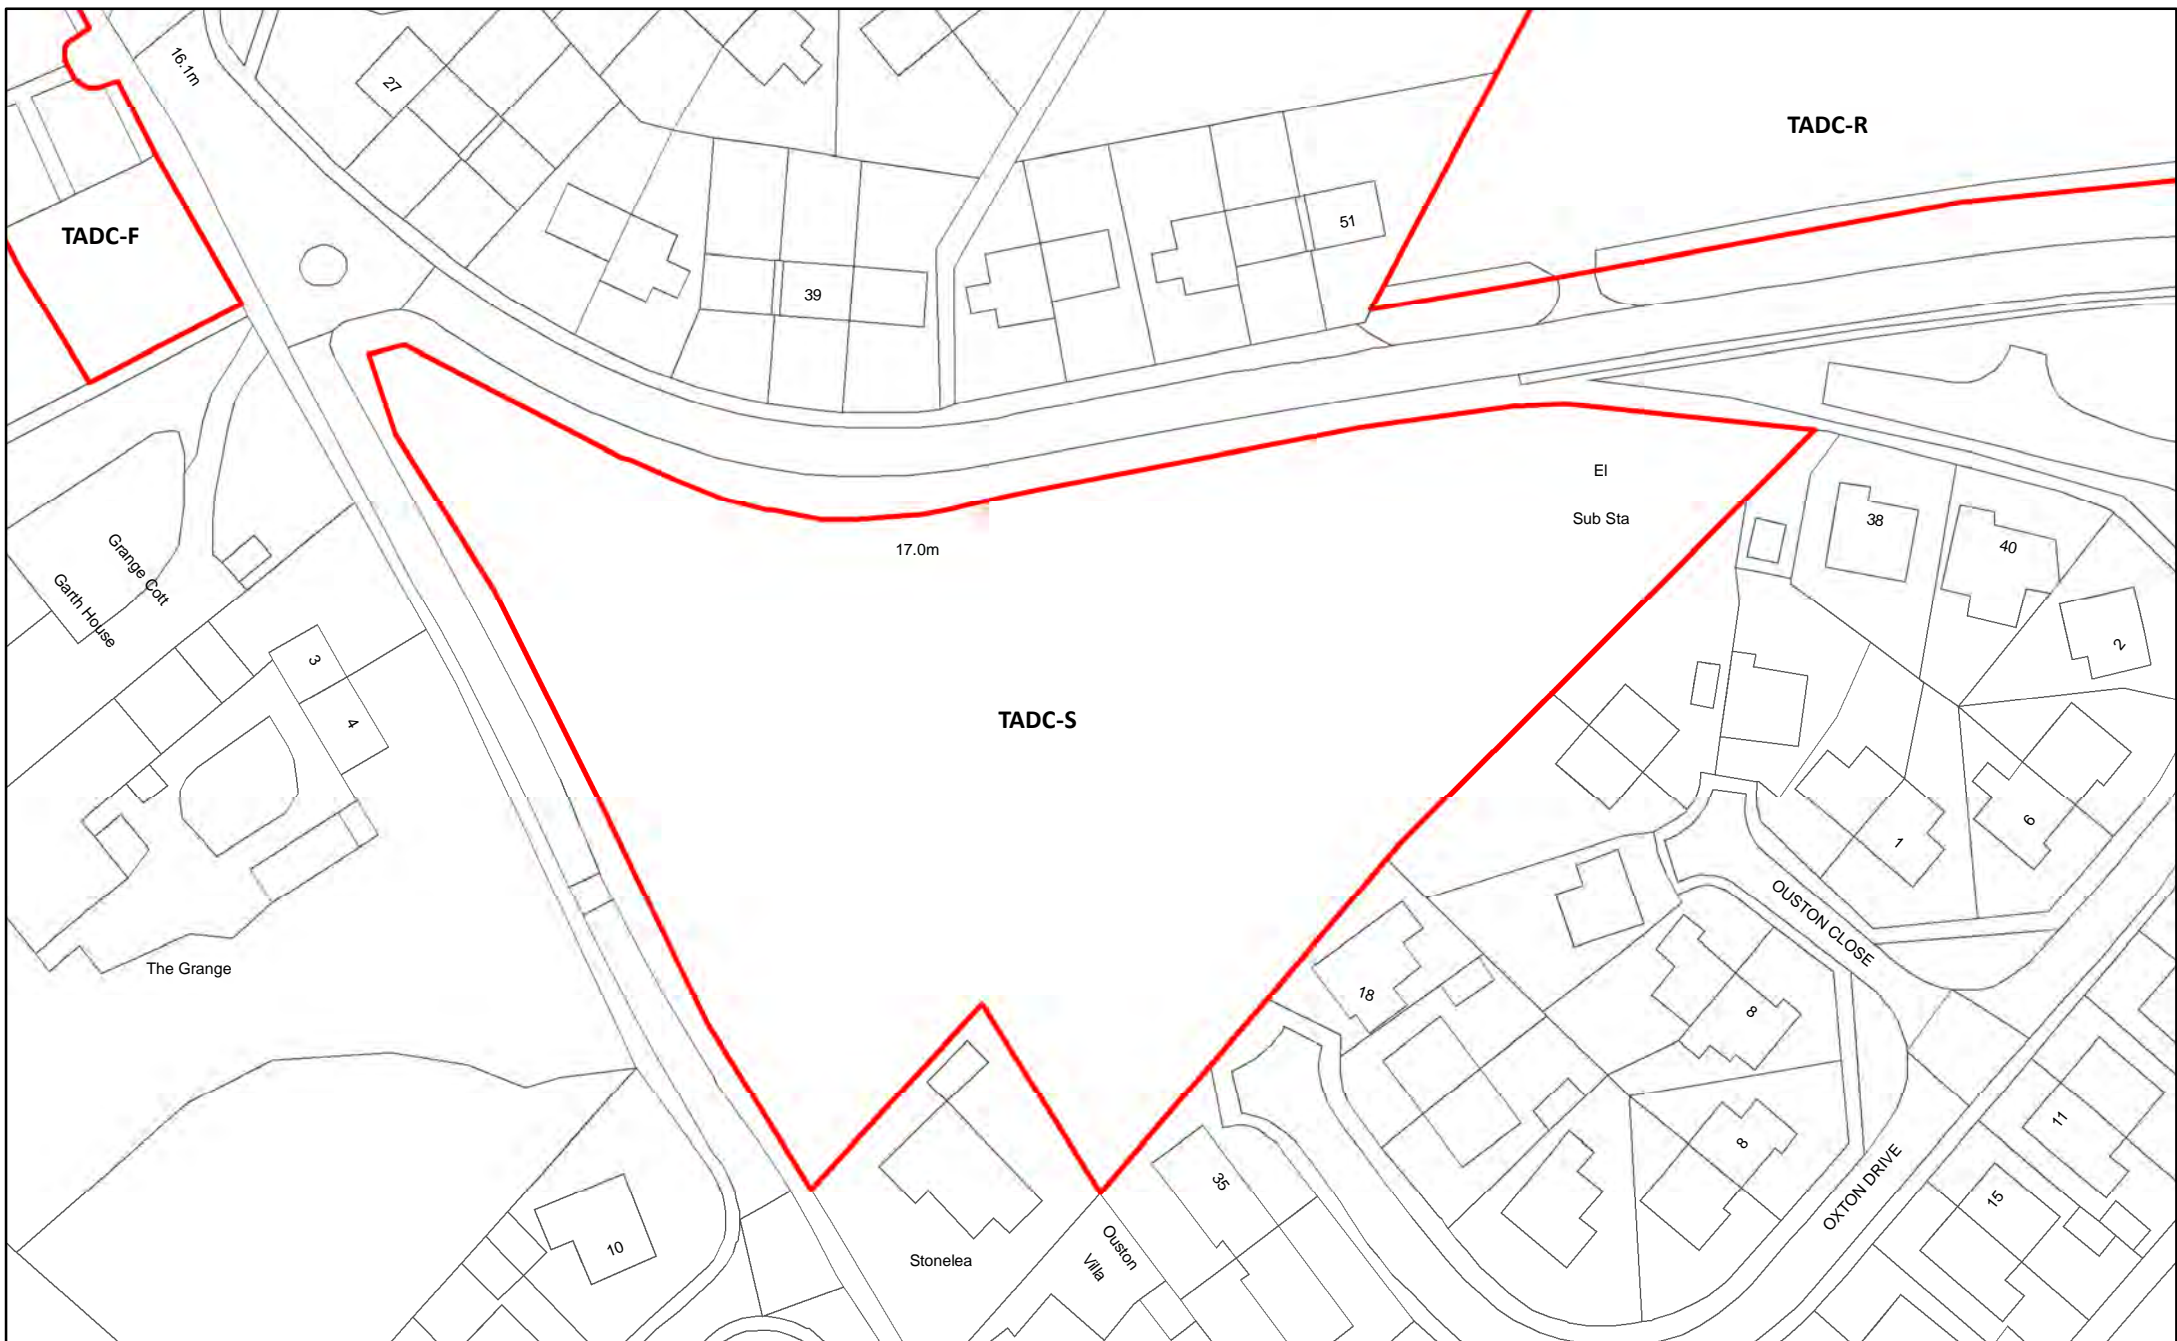 16.1m
27
TADC-R
TADC-F
51
39
El
Sub Sta
38
40
17.0m
Grange Cott
Garth House
2
3
4
TADC-S
6
1
OUSTON CLOSE
The Grange
18
8
11
8
35
15
OXTON DRIVE
10
Stonelea
Ouston
Villa